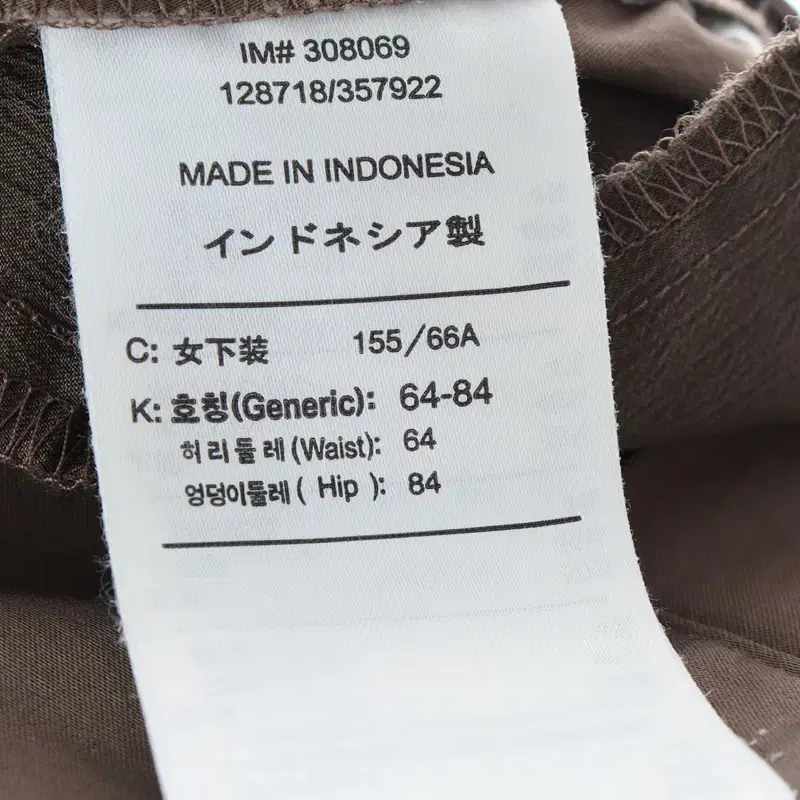 IM# 308069
128718/357922
MADE IN INDONESIA
インドネシア製
C: 女下装 155/66A
K: 호칭(Generic): 64-84
허리둘레(Waist): 64
엉덩이둘레( Hip ): 84